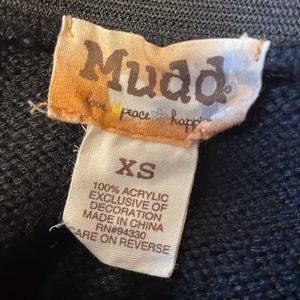 Mudd
love peace happi
XS
100% ACRYLIC
EXCLUSIVE OF
DECORATION
MADE IN CHINA
RN#94330
CARE ON REVERSE